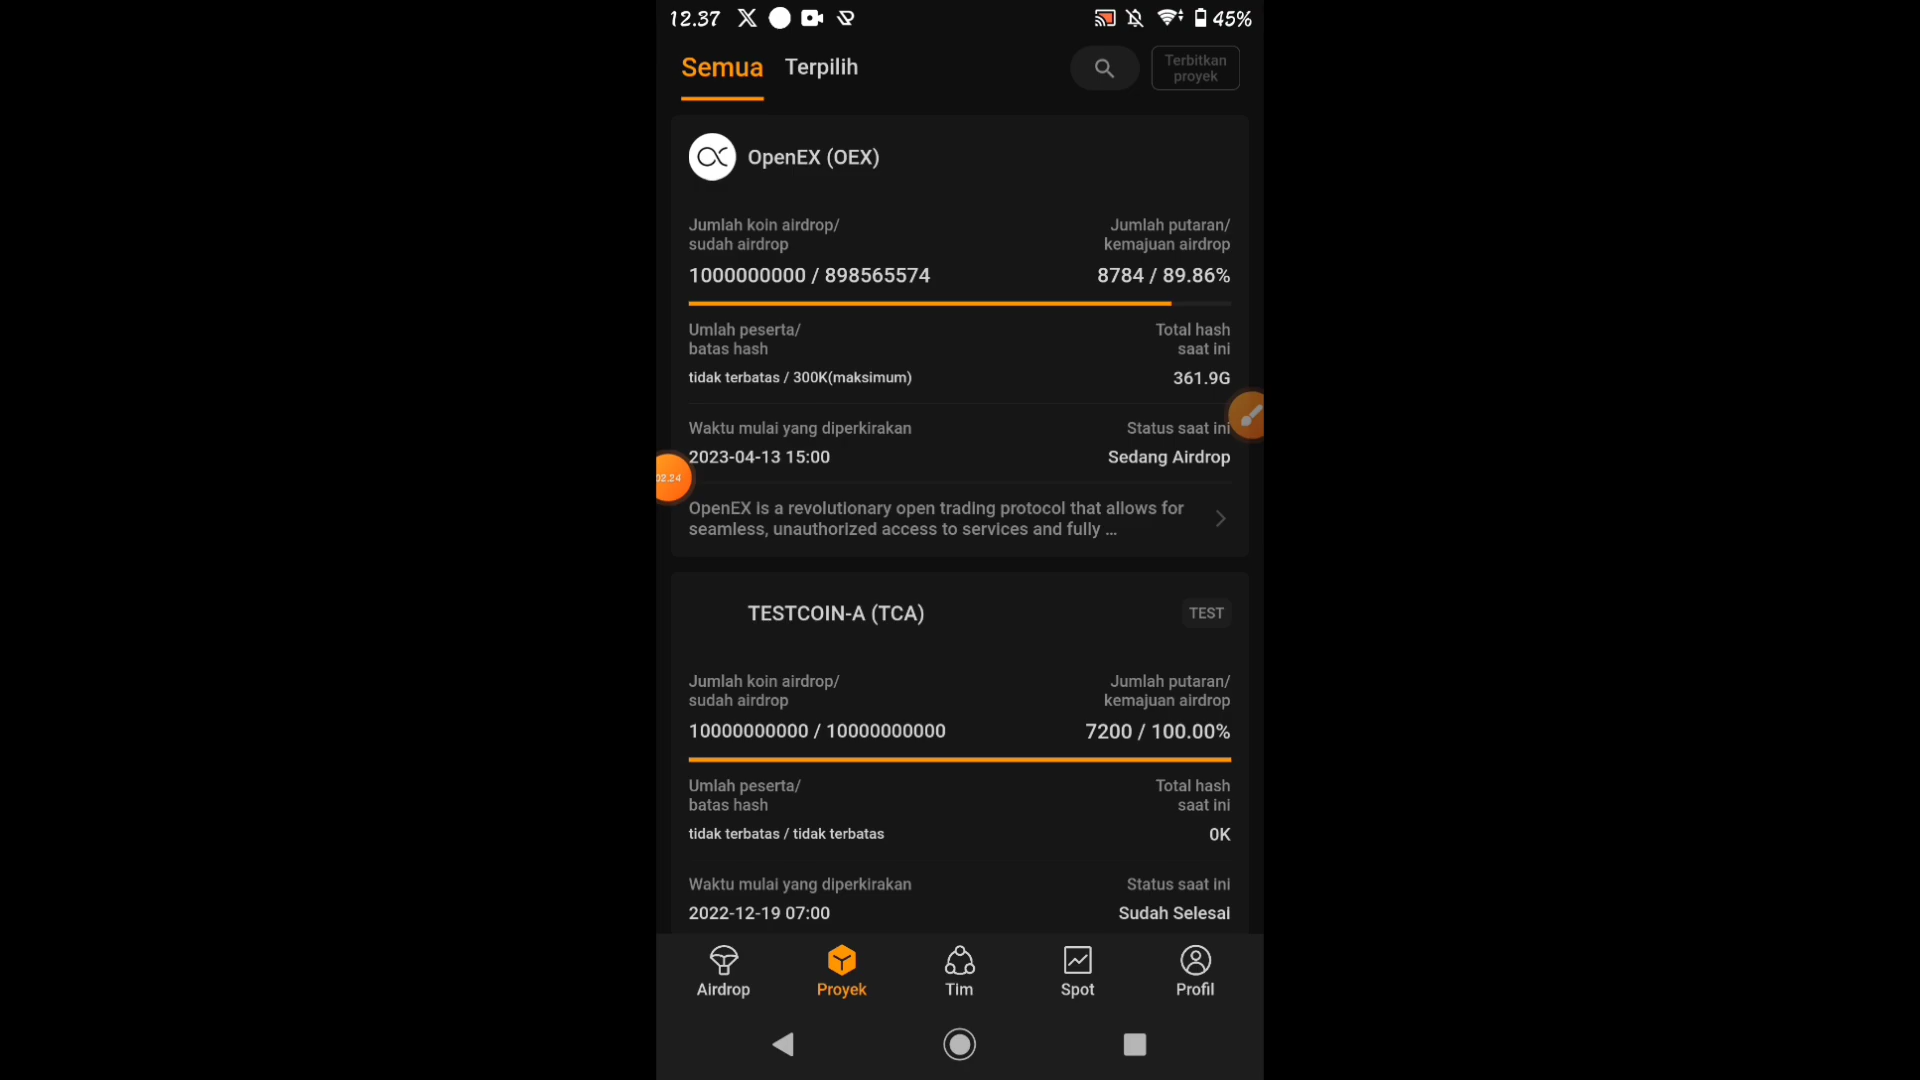 12.37 45%
Semua Terpilih
Terbitkan
proyek
OpenEX (OEX)
Jumlah koin airdrop/
sudah airdrop
Jumlah putaran/
kemajuan airdrop
1000000000 / 898565574 8784 / 89.86%
Umlah peserta/
batas hash
Total hash
saat ini
tidak terbatas / 300K(maksimum) 361.9G
Waktu mulai yang diperkirakan Status saat ini
2023-04-13 15:00 Sedang Airdrop
02.24
OpenEX is a revolutionary open trading protocol that allows for
seamless, unauthorized access to services and fully ...
TESTCOIN-A (TCA) TEST
Jumlah koin airdrop/
sudah airdrop
Jumlah putaran/
kemajuan airdrop
10000000000 / 10000000000 7200 / 100.00%
Umlah peserta/
batas hash
Total hash
saat ini
tidak terbatas / tidak terbatas 0K
Waktu mulai yang diperkirakan Status saat ini
2022-12-19 07:00 Sudah Selesai
Airdrop Proyek Tim Spot Profil